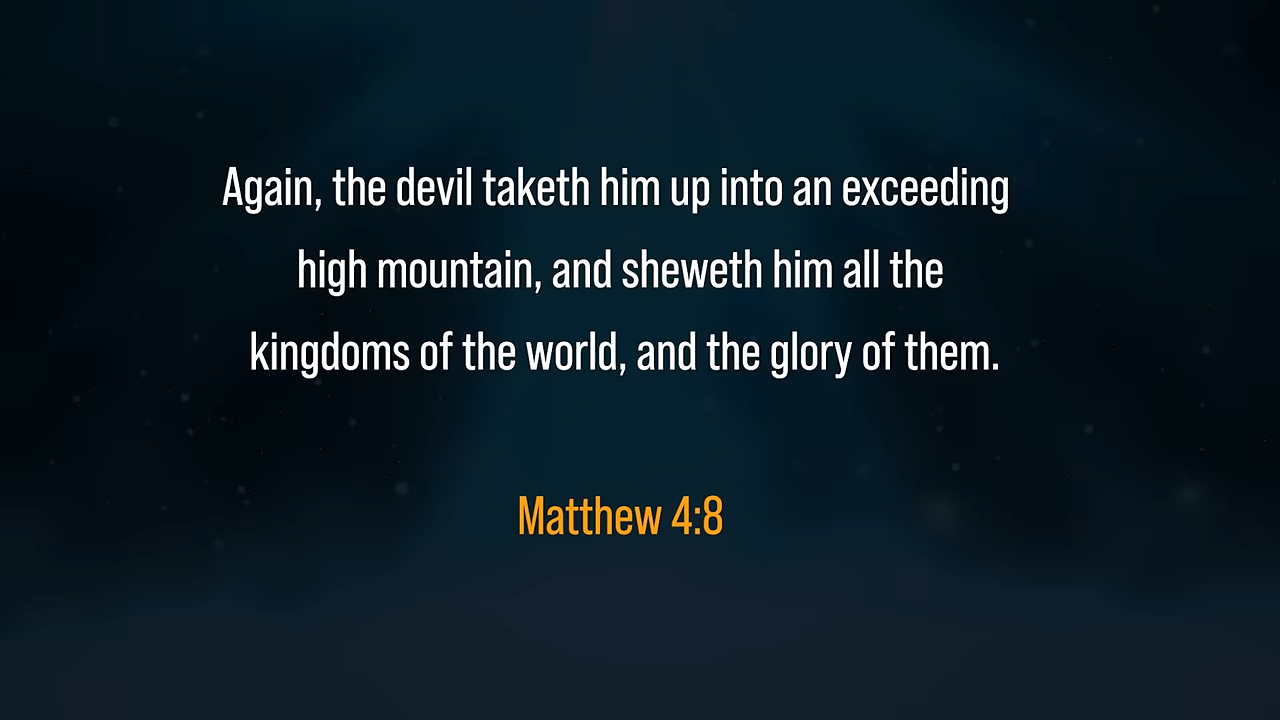 Again, the devil taketh him up into an exceeding
high mountain, and sheweth him all the
kingdoms of the world, and the glory of them.
Matthew 4:8